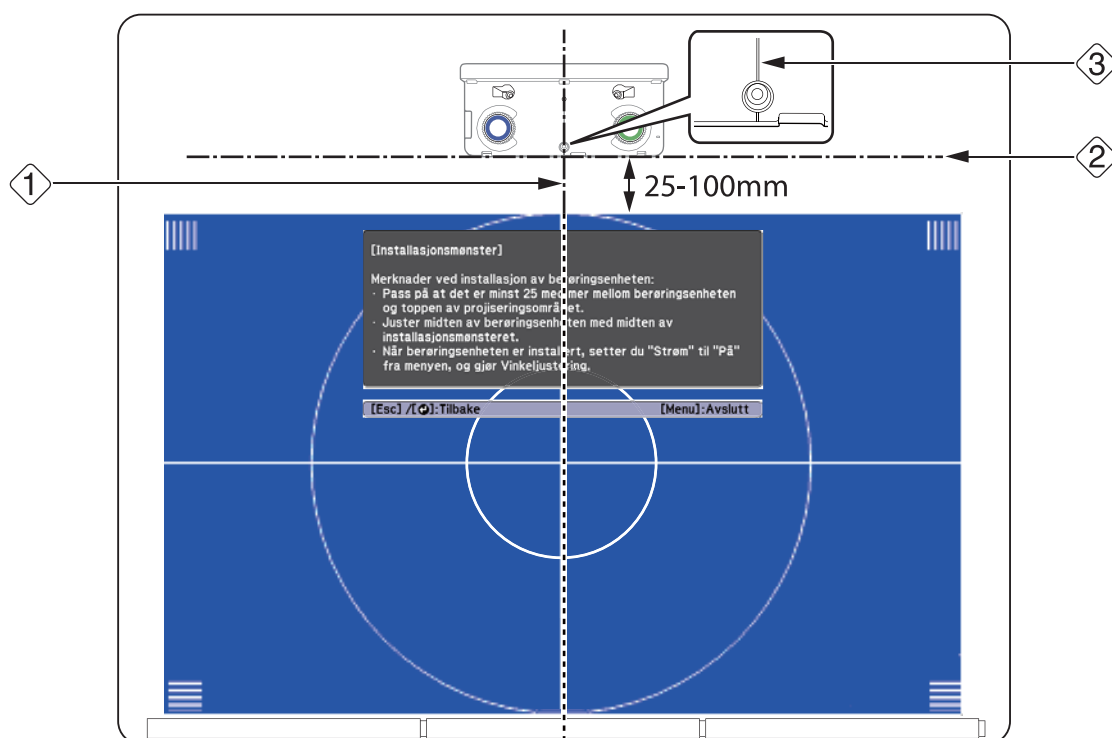 3
2
1
25-100mm
[Installasjonsmønster]
Merknader ved installasjon av berøringsenheten:
· Pass på at det er minst 25 med mer mellom berøringsenheten
og toppen av projiseringsområdet.
· Juster midten av berøringsenheten med midten av
installasjonsmønsteret.
· Når berøringsenheten er installert, setter du "Strøm" til "På"
fra menyen, og gjør Vinkeljustering.
[Esc] /[⏎]:Tilbake [Menu]:Avslutt